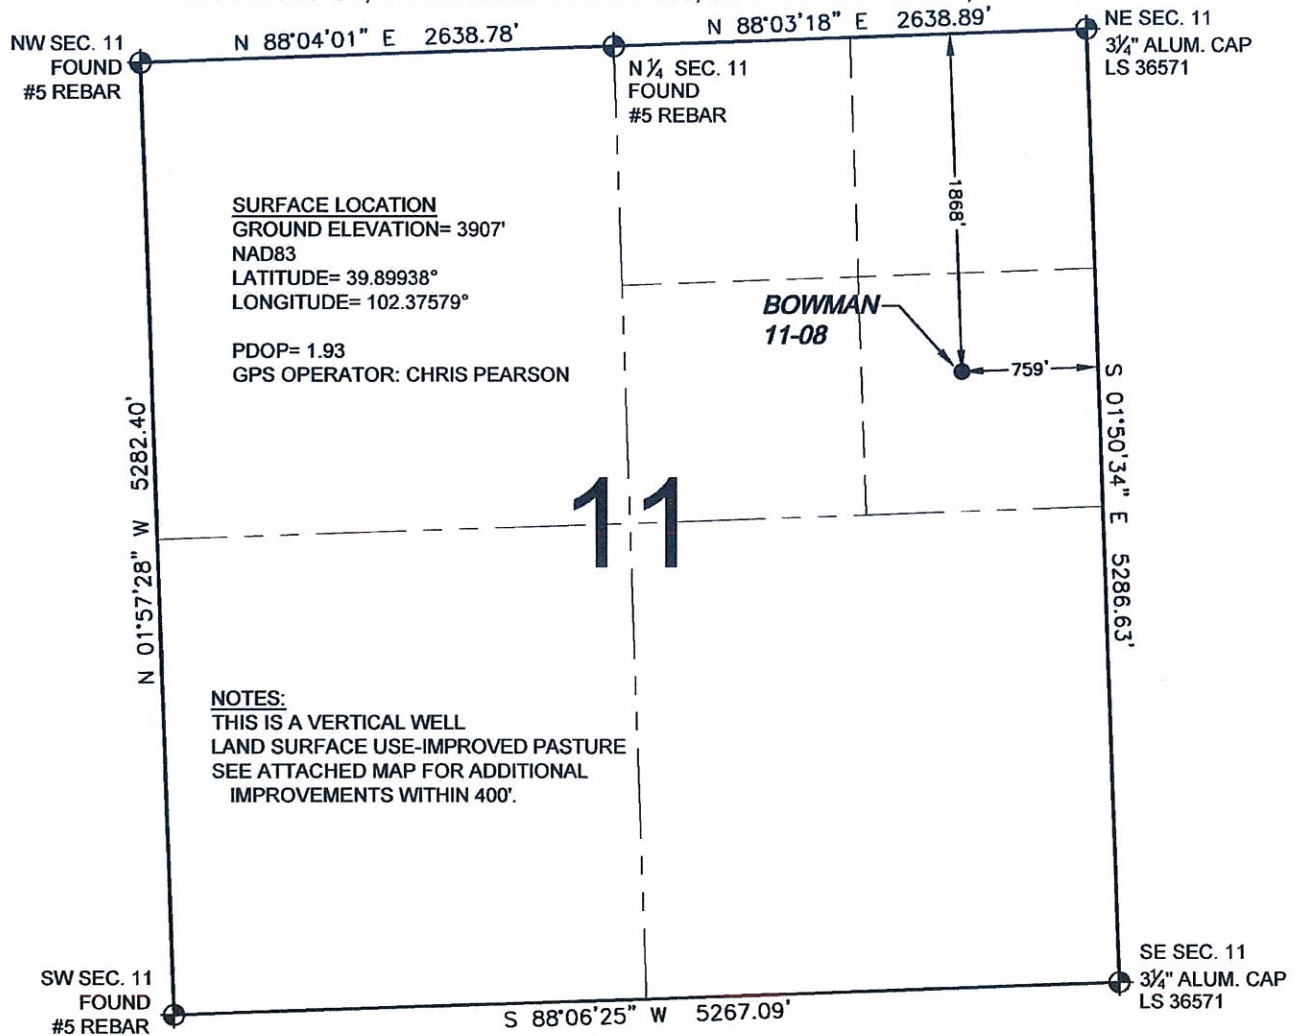 NW SEC. 11
FOUND
#5 REBAR
N 88°04'01" E 2638.78'
N ¼ SEC. 11
FOUND
#5 REBAR
N 88°03'18" E 2638.89'
NE SEC. 11
3¼" ALUM. CAP
LS 36571
SURFACE LOCATION
GROUND ELEVATION= 3907'
NAD83
LATITUDE= 39.89938°
LONGITUDE= 102.37579°
PDOP= 1.93
GPS OPERATOR: CHRIS PEARSON
1868'
BOWMAN
11-08
759'
N 01°57'28" W 5282.40'
S 01°50'34" E 5286.63'
11
NOTES:
THIS IS A VERTICAL WELL
LAND SURFACE USE-IMPROVED PASTURE
SEE ATTACHED MAP FOR ADDITIONAL
IMPROVEMENTS WITHIN 400'.
SW SEC. 11
FOUND
#5 REBAR
S 88°06'25" W 5267.09'
SE SEC. 11
3¼" ALUM. CAP
LS 36571